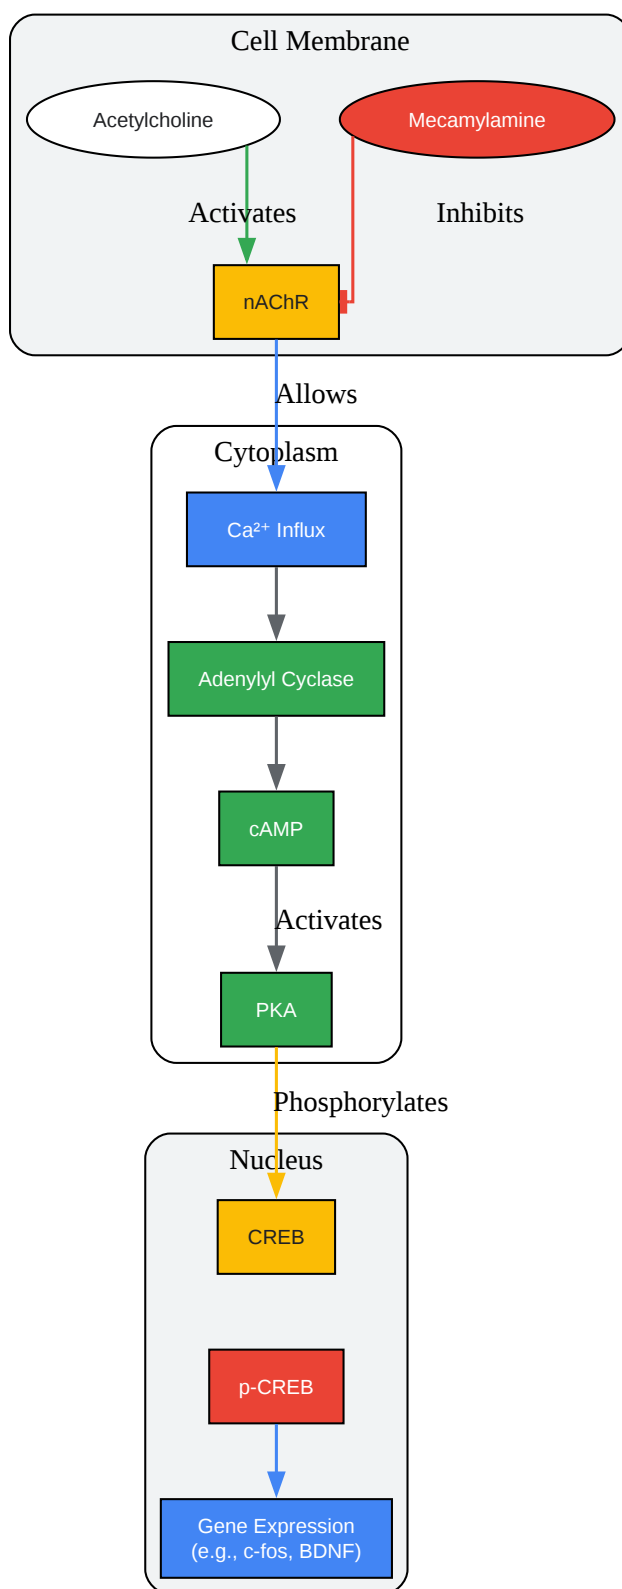 Cell Membrane
Acetylcholine
Mecamylamine
Activates
Inhibits
nAChR
Allows
Cytoplasm
Ca²⁺ Influx
Adenylyl Cyclase
cAMP
Activates
PKA
Phosphorylates
Nucleus
CREB
p-CREB
Gene Expression
(e.g., c-fos, BDNF)